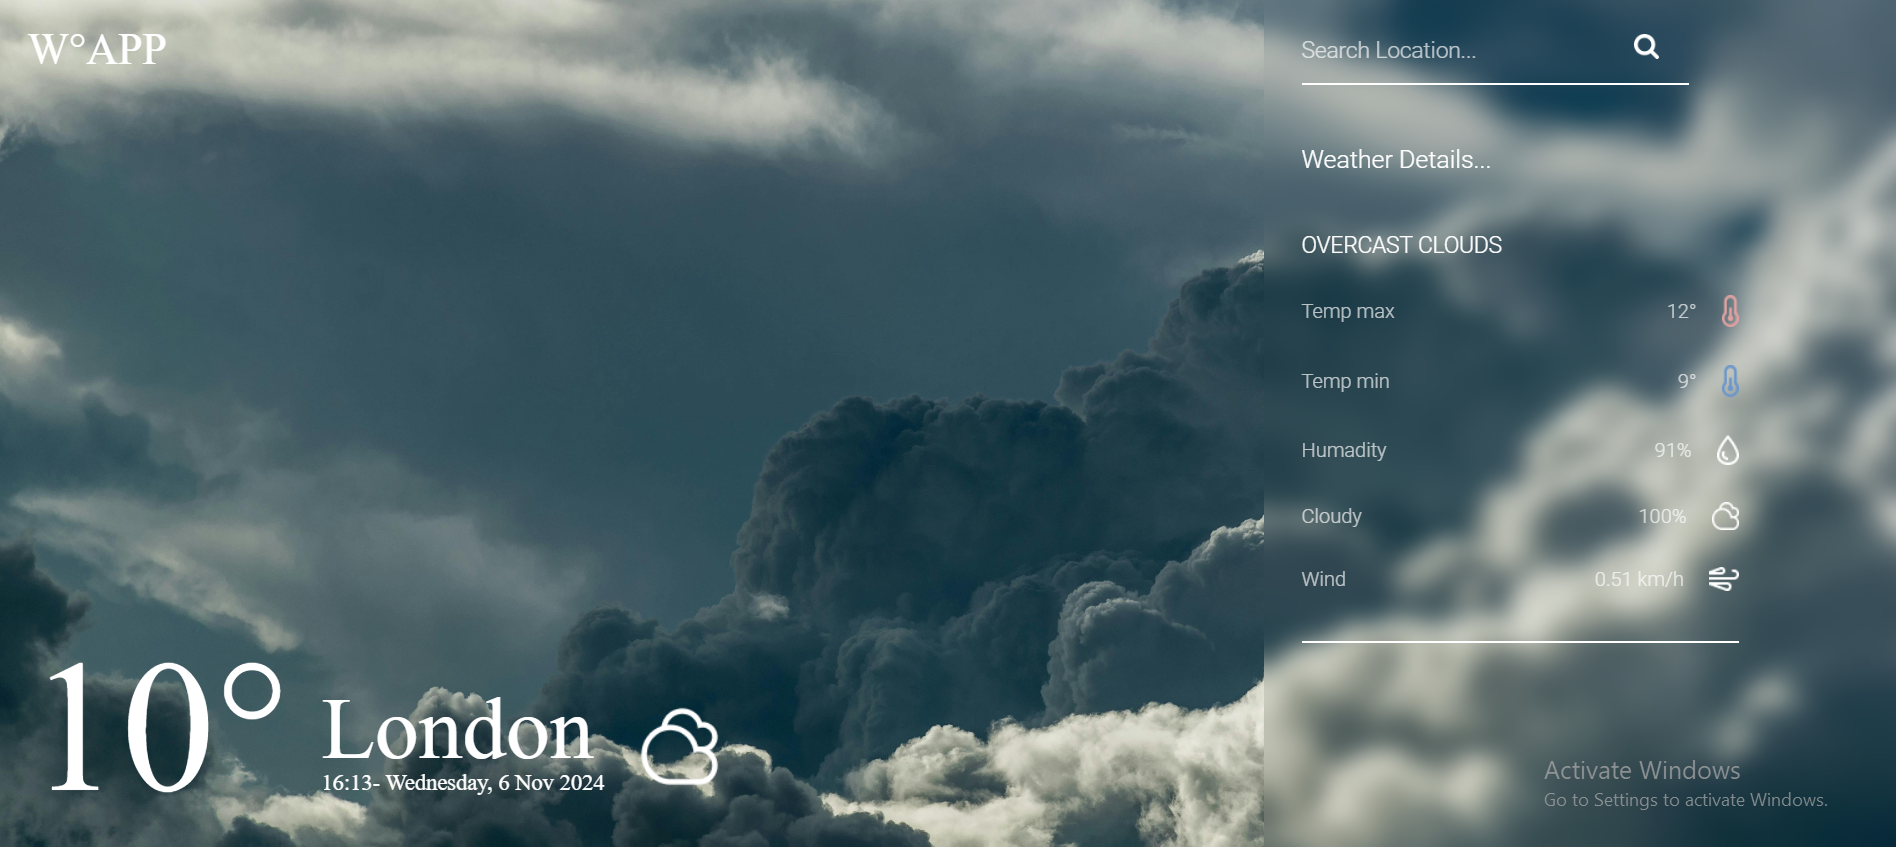 W°APP
Search Location...
Weather Details...
OVERCAST CLOUDS
Temp max 12°
Temp min 9°
Humadity 91%
Cloudy 100%
Wind 0.51 km/h
10°
London
16:13- Wednesday, 6 Nov 2024
Activate Windows
Go to Settings to activate Windows.